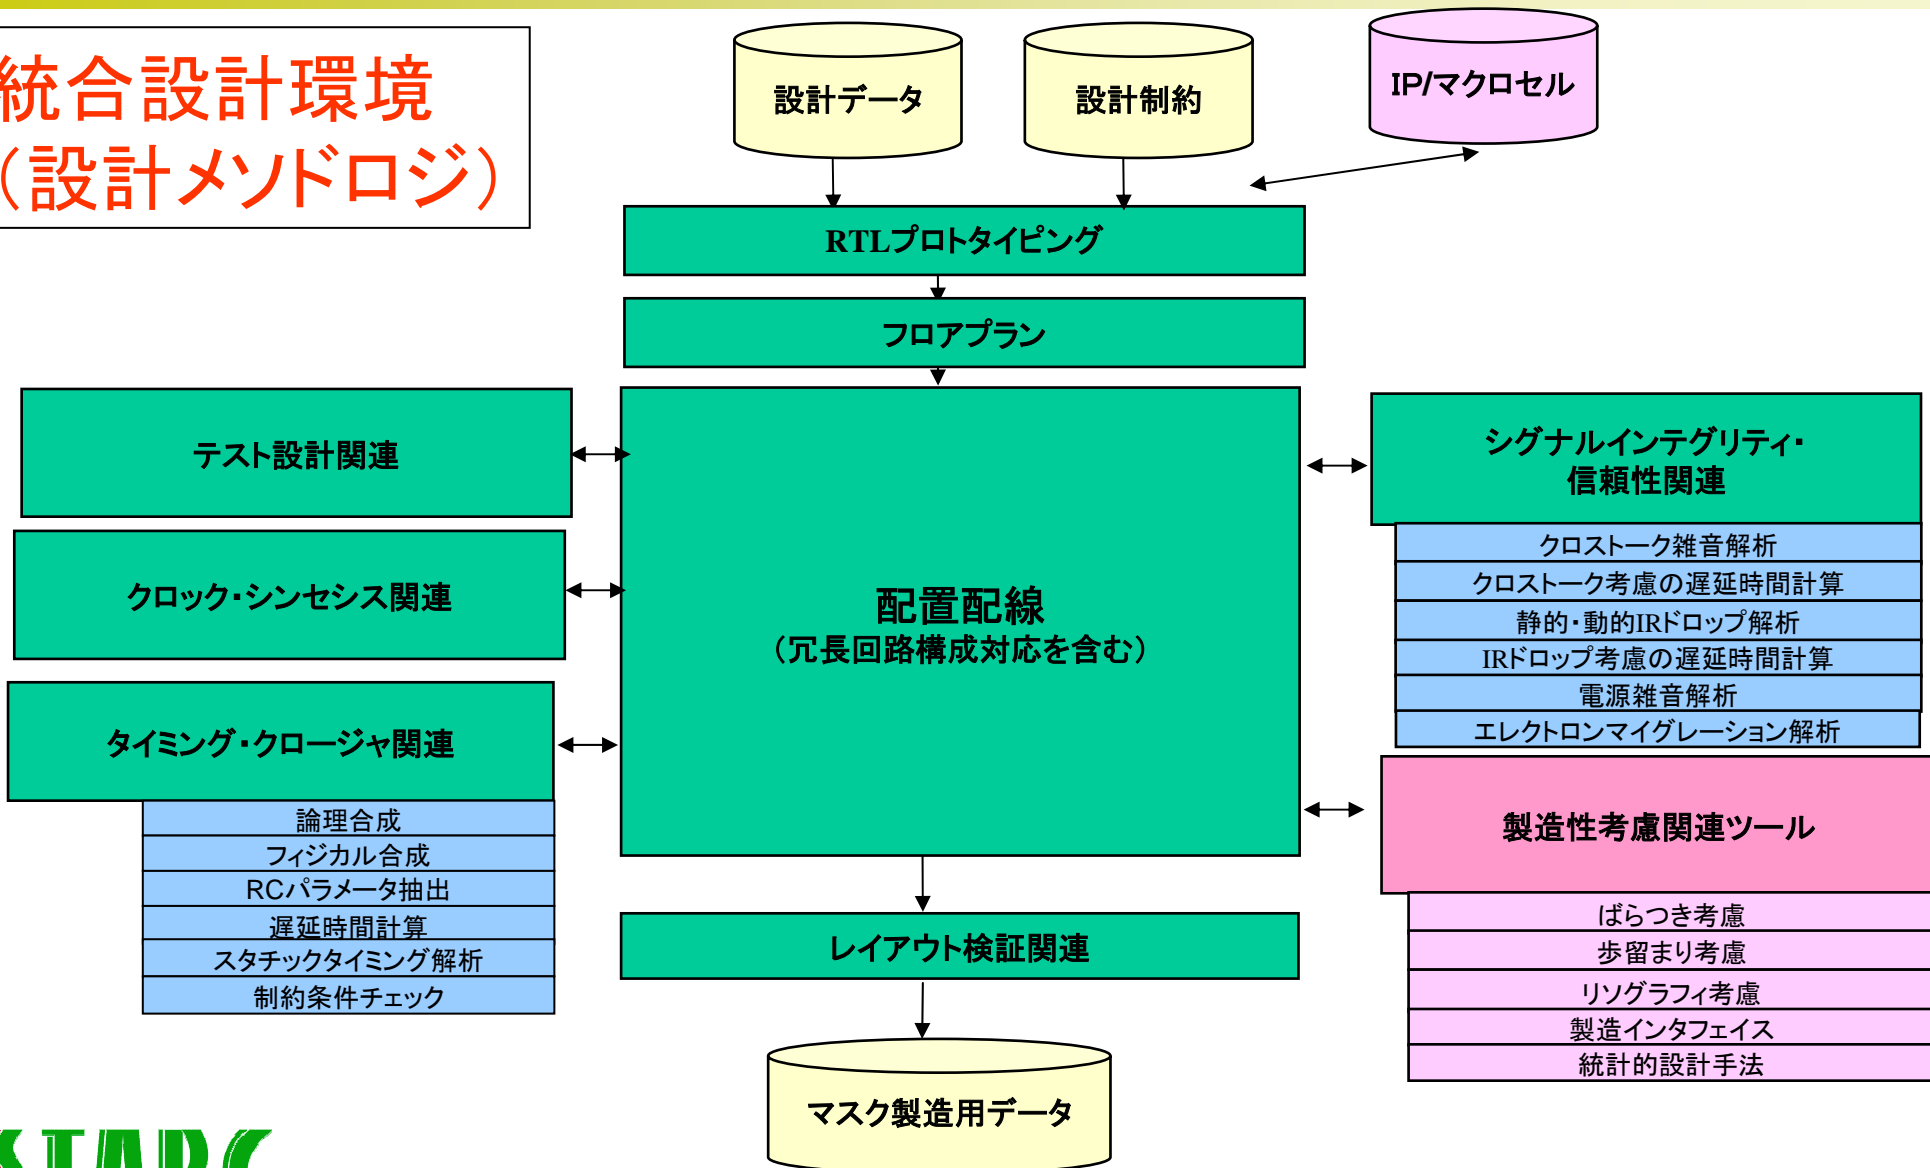 統合設計環境
（設計メソドロジ）
設計データ
設計制約
IP/マクロセル
RTLプロトタイピング
フロアプラン
テスト設計関連
クロック・シンセシス関連
タイミング・クロージャ関連
論理合成
フィジカル合成
RCパラメータ抽出
遅延時間計算
スタチックタイミング解析
制約条件チェック
配置配線
（冗長回路構成対応を含む）
シグナルインテグリティ・
信頼性関連
クロストーク雑音解析
クロストーク考慮の遅延時間計算
静的・動的IRドロップ解析
IRドロップ考慮の遅延時間計算
電源雑音解析
エレクトロンマイグレーション解析
製造性考慮関連ツール
ばらつき考慮
歩留まり考慮
リソグラフィ考慮
製造インタフェイス
統計的設計手法
レイアウト検証関連
マスク製造用データ
STARC